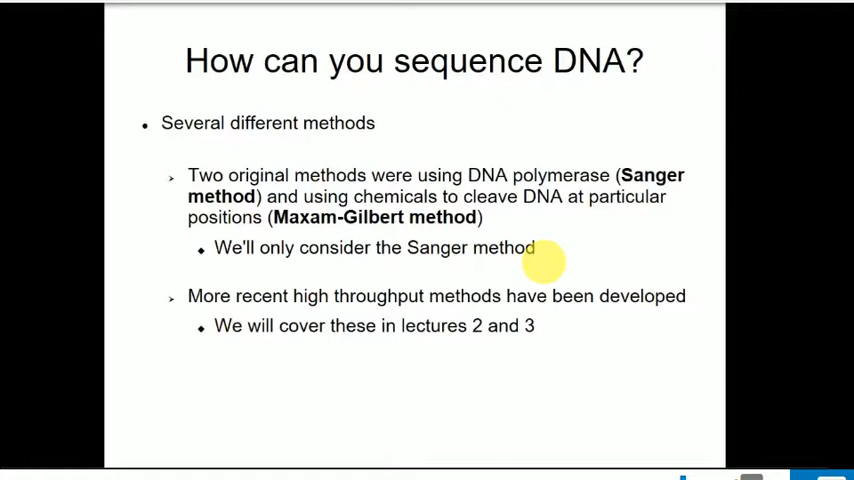 How can you sequence DNA?
• Several different methods
➢ Two original methods were using DNA polymerase (Sanger
method) and using chemicals to cleave DNA at particular
positions (Maxam-Gilbert method)
◆ We'll only consider the Sanger method
➢ More recent high throughput methods have been developed
◆ We will cover these in lectures 2 and 3